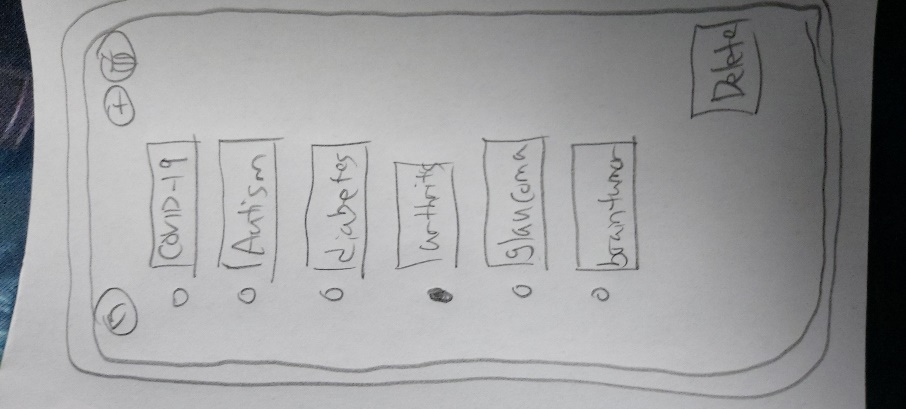 COVID-19
Autism
diabetes
arthritis
glaucoma
braintumor
Delete